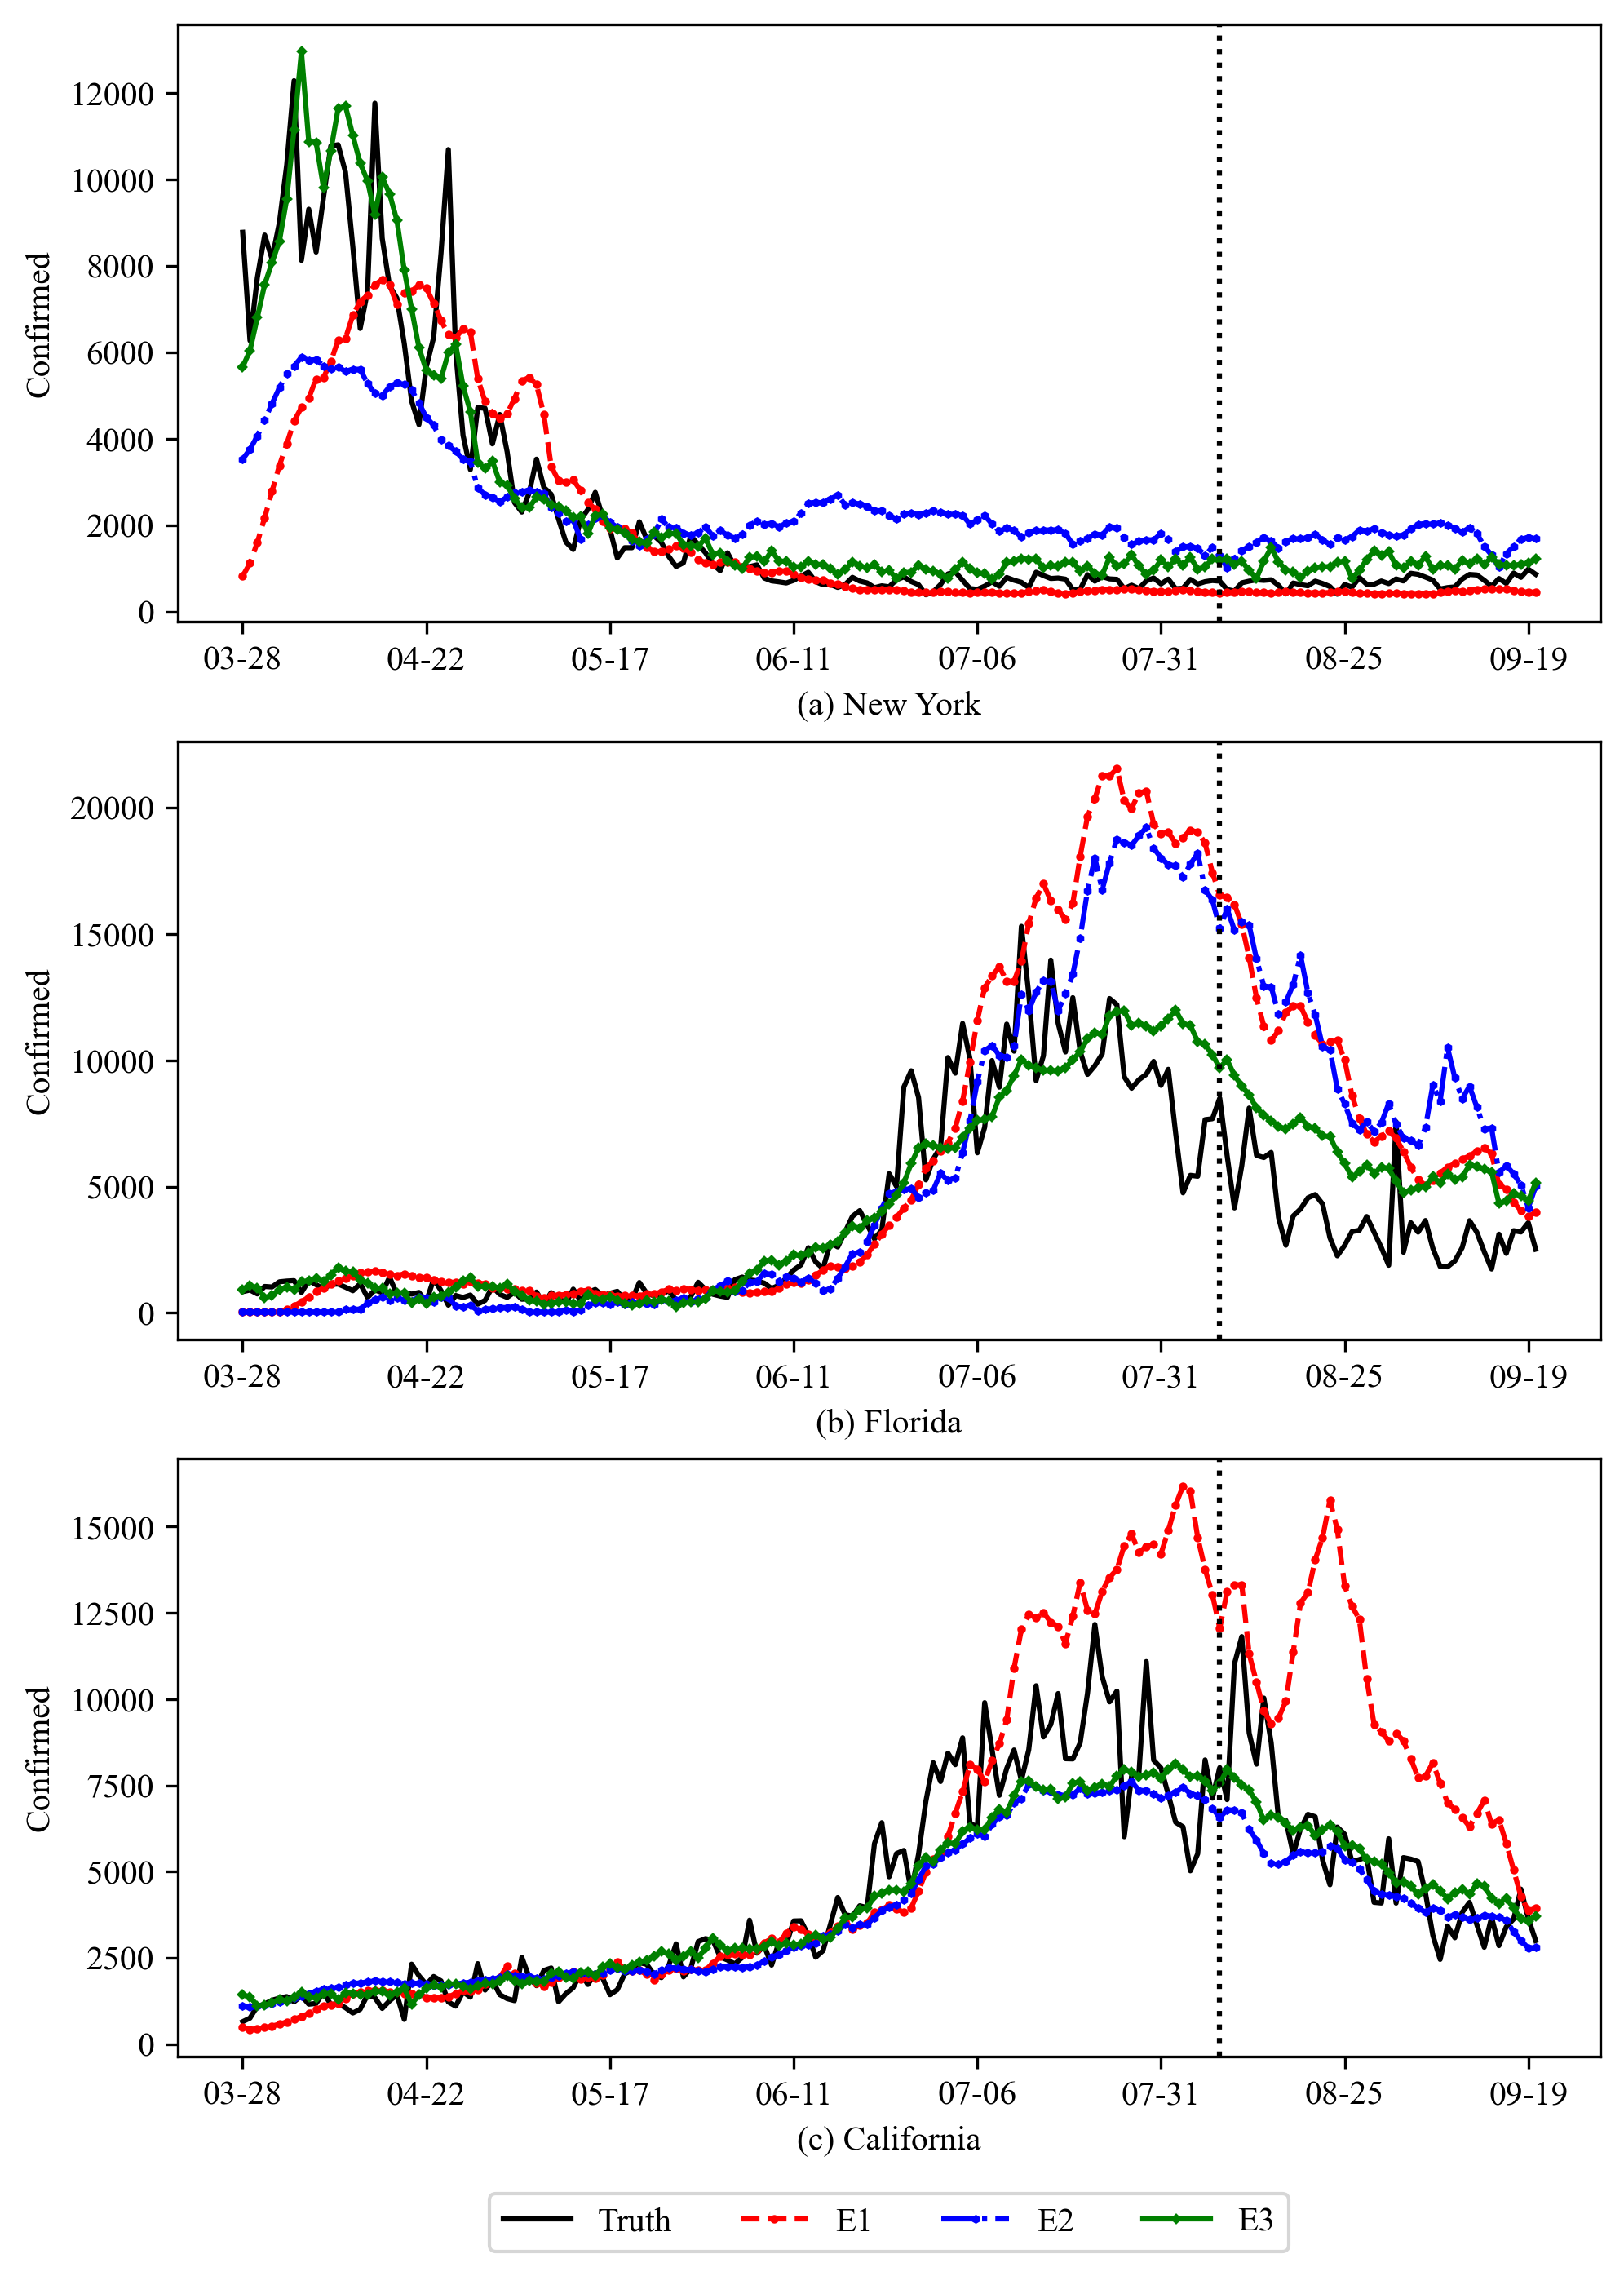 12000
10000
8000
6000
4000
2000
0
Confirmed
03-28 04-22 05-17 06-11 07-06 07-31 08-25 09-19
(a) New York
20000
15000
10000
5000
0
Confirmed
03-28 04-22 05-17 06-11 07-06 07-31 08-25 09-19
(b) Florida
15000
12500
10000
7500
5000
2500
0
Confirmed
03-28 04-22 05-17 06-11 07-06 07-31 08-25 09-19
(c) California
Truth E1 E2 E3